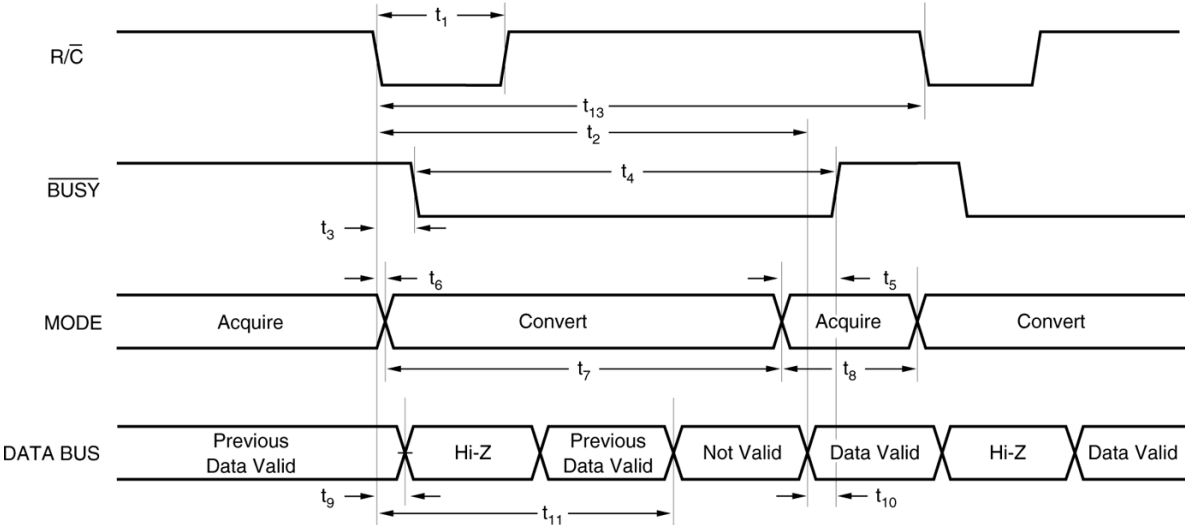 t₁
R/C̅
t₁₃
t₂
B̅U̅S̅Y̅
t₄
t₃
t₆
t₅
MODE
Acquire
Convert
Acquire
Convert
t₇
t₈
DATA BUS
Previous
Data Valid
Hi-Z
Previous
Data Valid
Not Valid
Data Valid
Hi-Z
Data Valid
t₉
t₁₀
t₁₁